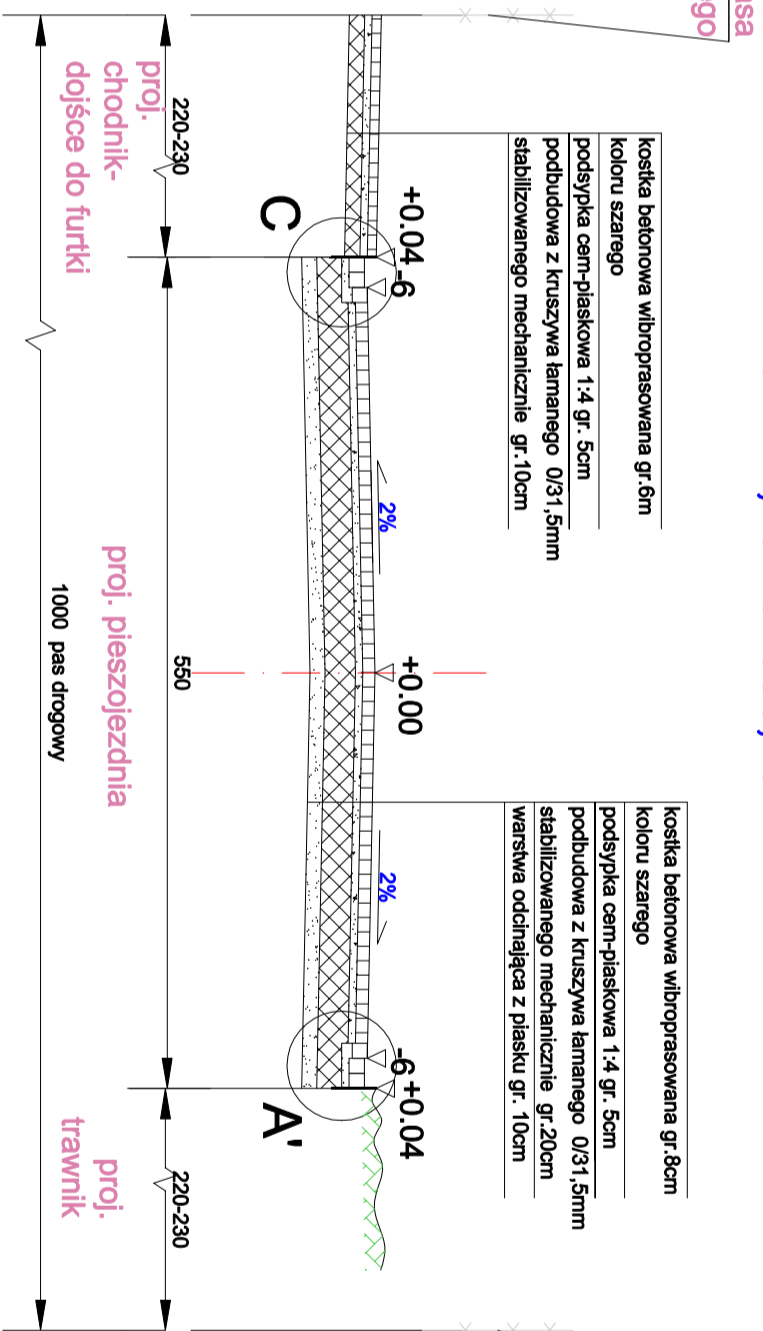 asa
ego
kostka betonowa wibroprasowana gr.6m
koloru szarego
podsypka cem-piaskowa 1:4 gr. 5cm
podbudowa z kruszywa łamanego 0/31,5mm
stabilizowanego mechanicznie gr.10cm
kostka betonowa wibroprasowana gr.8cm
koloru szarego
podsypka cem-piaskowa 1:4 gr. 5cm
podbudowa z kruszywa łamanego 0/31,5mm
stabilizowanego mechanicznie gr.20cm
warstwa odcinająca z piasku gr. 10cm
+0.04
-6
2%
+0.00
2%
-6
+0.04
C
A'
220-230
550
220-230
proj.
chodnik-
dojśce do furtki
proj. pieszojezdnia
proj.
trawnik
1000 pas drogowy